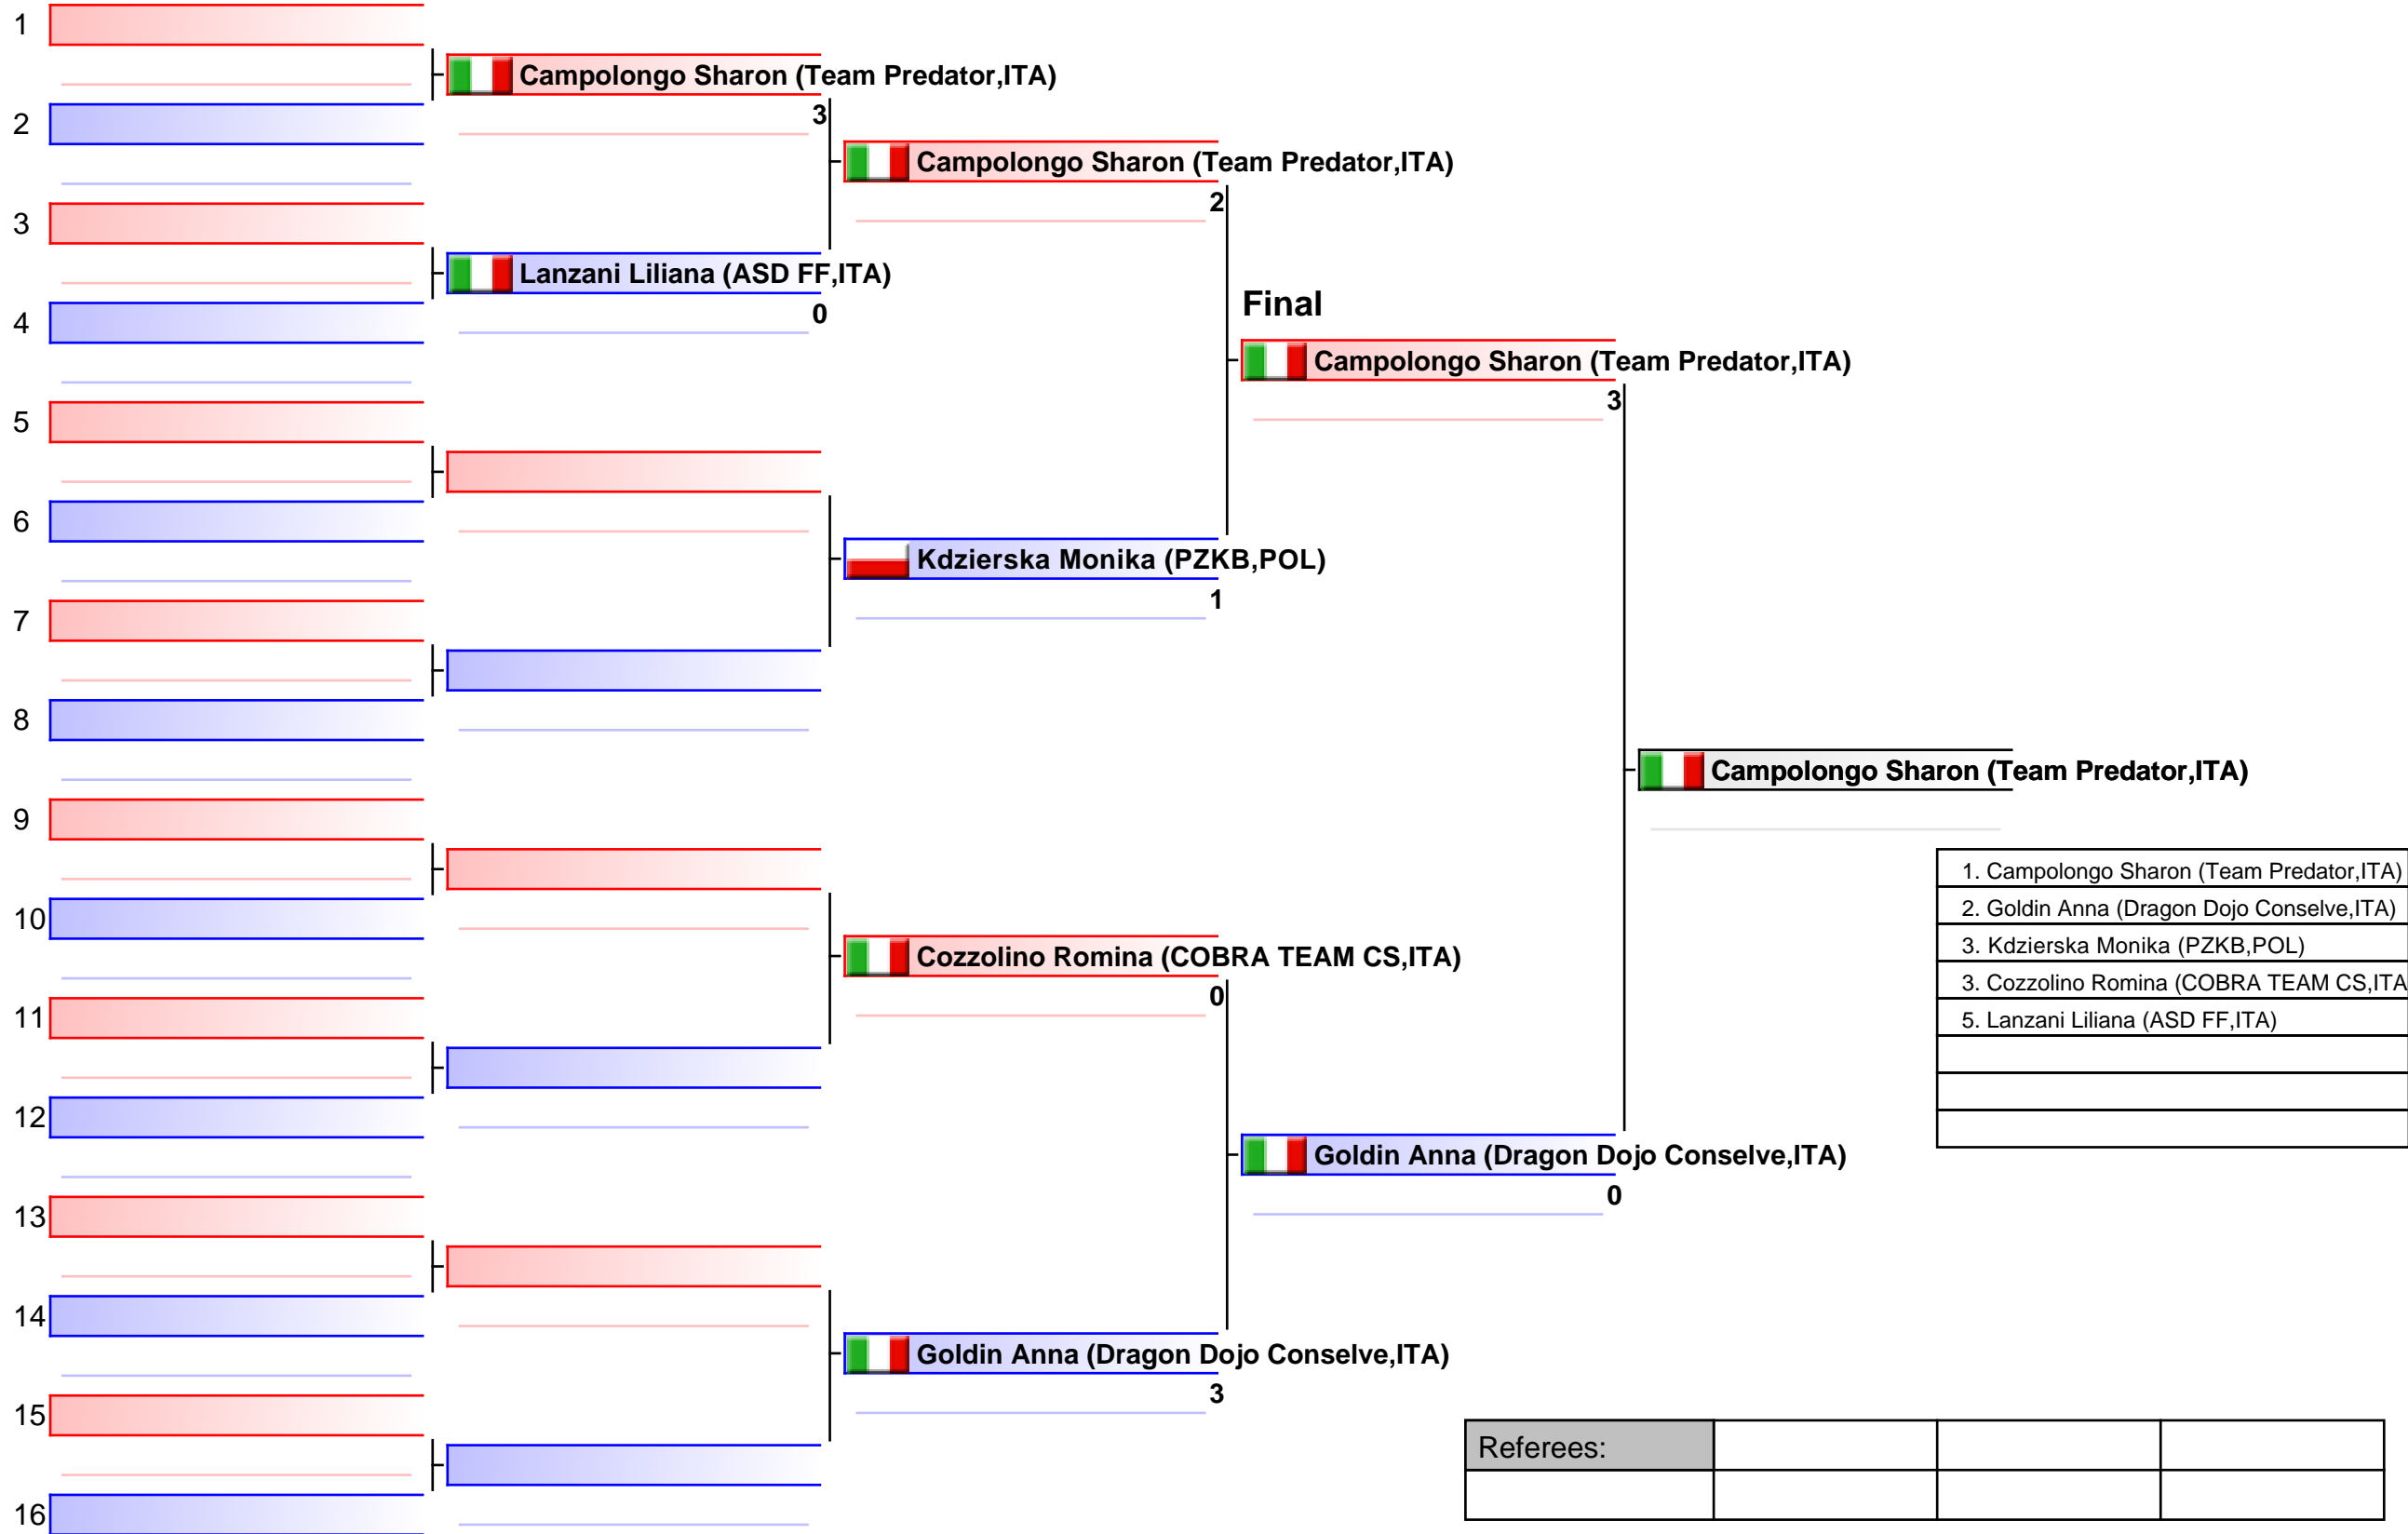 1
Campolongo Sharon (Team Predator,ITA)
3
2
Campolongo Sharon (Team Predator,ITA)
2
3
Lanzani Liliana (ASD FF,ITA)
0
4
Final
Campolongo Sharon (Team Predator,ITA)
3
5
6
Kdzierska Monika (PZKB,POL)
1
7
8
Campolongo Sharon (Team Predator,ITA)
9
1. Campolongo Sharon (Team Predator,ITA)
2. Goldin Anna (Dragon Dojo Conselve,ITA)
3. Kdzierska Monika (PZKB,POL)
3. Cozzolino Romina (COBRA TEAM CS,ITA
5. Lanzani Liliana (ASD FF,ITA)
10
Cozzolino Romina (COBRA TEAM CS,ITA)
0
11
12
Goldin Anna (Dragon Dojo Conselve,ITA)
0
13
14
Goldin Anna (Dragon Dojo Conselve,ITA)
3
15
Referees:
16